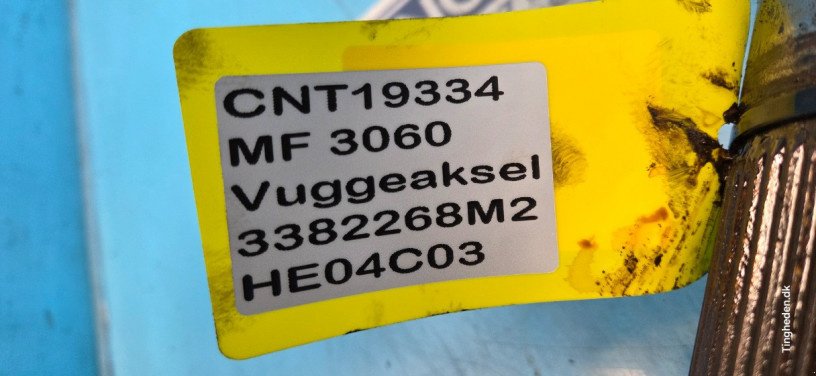 CNT19334
MF 3060
Vuggeaksel
3382268M2
HE04C03
Tingheden.dk